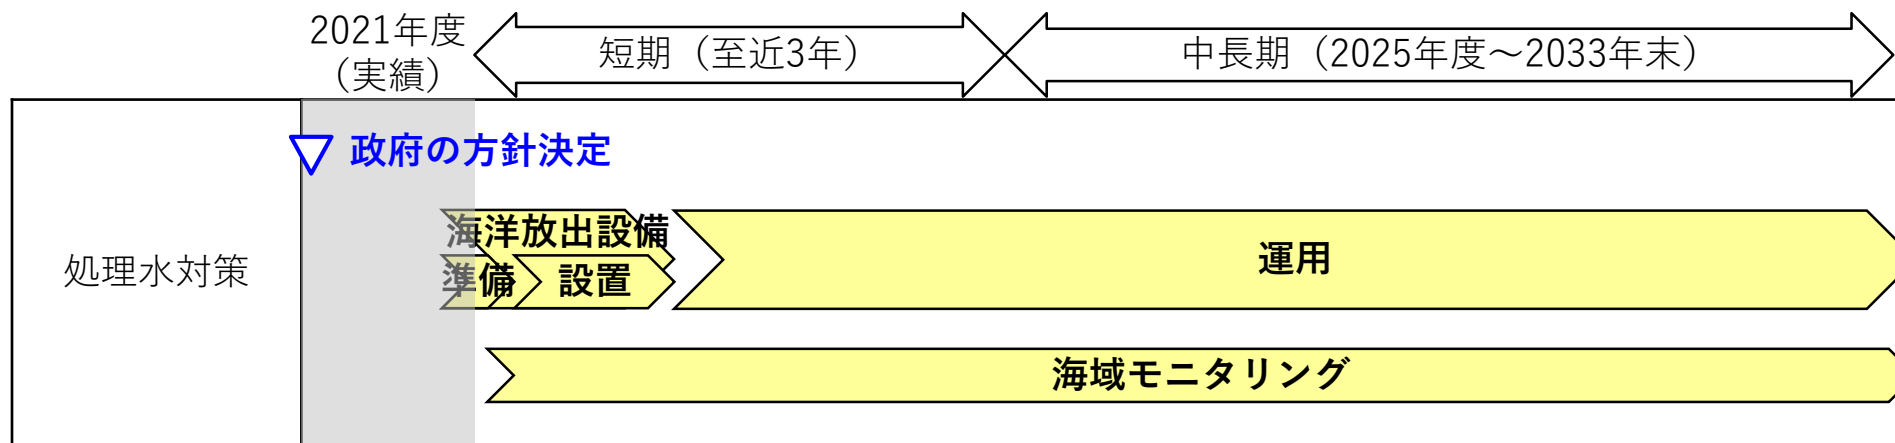 2021年度
（実績）
短期（至近3年）
中長期（2025年度～2033年末）
政府の方針決定
処理水対策
海洋放出設備
準備
設置
運用
海域モニタリング